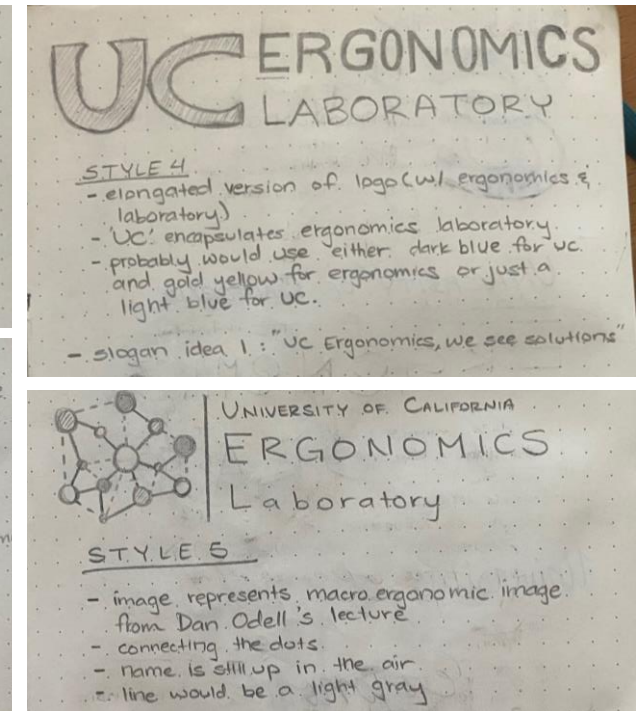 UC ERGONOMICS
LABORATORY
STYLE 4
- elongated version of logo (w/ ergonomics &
laboratory)
- 'UC' encapsulates ergonomics laboratory
- probably would use either dark blue for uc
and gold yellow for ergonomics or just a
light blue for uc.
- slogan idea 1 : "UC Ergonomics, we see solutions"
UNIVERSITY OF CALIFORNIA
ERGONOMICS
Laboratory
STYLE 5
- image represents macro ergonomic image
from Dan Odell's lecture
- connecting the dots
- name is still up in the air
- line would be a light gray